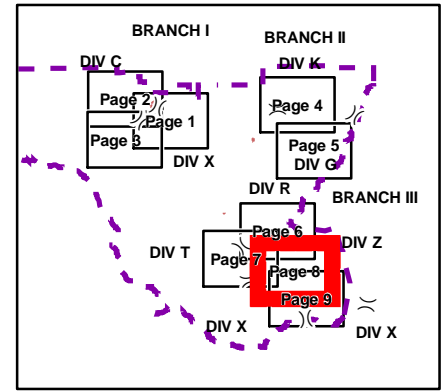 BRANCH I
BRANCH II
DIV C
DIV K
Page 2
Page 4
Page 1
Page 3
Page 5
DIV X
DIV G
DIV R
BRANCH III
Page 6
DIV T
DIV Z
Page 7
Page 8
Page 9
DIV X
DIV X